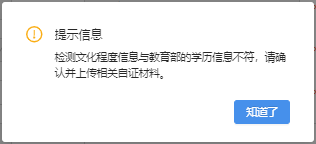 提示信息
检测文化程度信息与教育部的学历信息不符，请确
认并上传相关自证材料。
知道了